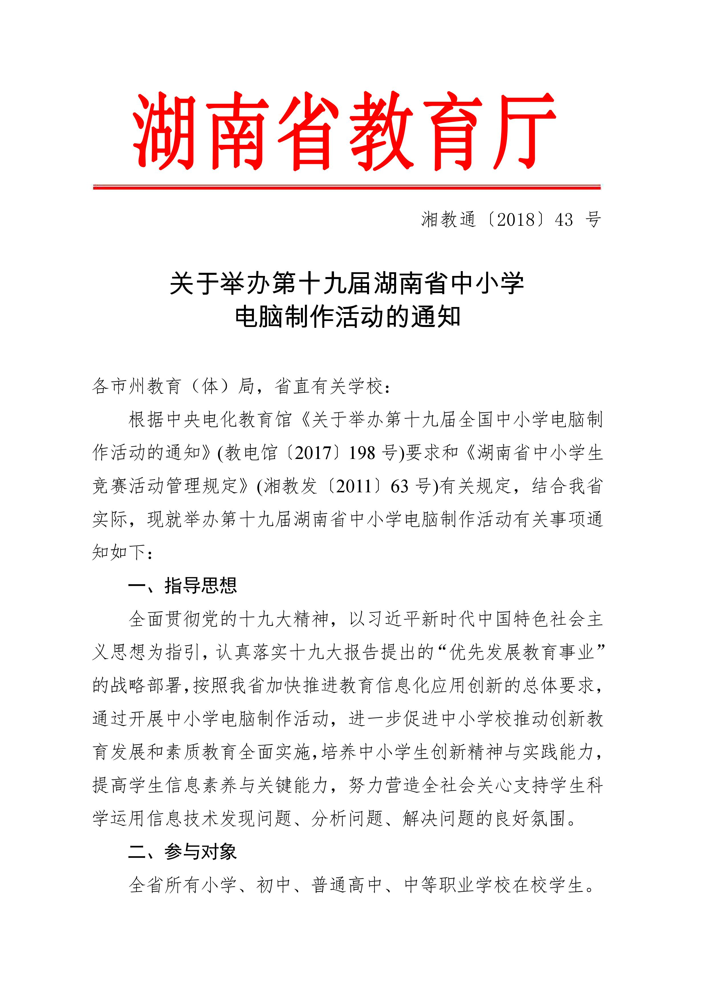 湖南省教育厅
湘教通〔2018〕43 号
关于举办第十九届湖南省中小学
电脑制作活动的通知
各市州教育（体）局，省直有关学校：
根据中央电化教育馆《关于举办第十九届全国中小学电脑制
作活动的通知》(教电馆〔2017〕198 号)要求和《湖南省中小学生
竞赛活动管理规定》(湘教发〔2011〕63 号)有关规定，结合我省
实际，现就举办第十九届湖南省中小学电脑制作活动有关事项通
知如下：
一、指导思想
全面贯彻党的十九大精神，以习近平新时代中国特色社会主
义思想为指引，认真落实十九大报告提出的“优先发展教育事业”
的战略部署，按照我省加快推进教育信息化应用创新的总体要求，
通过开展中小学电脑制作活动，进一步促进中小学校推动创新教
育发展和素质教育全面实施，培养中小学生创新精神与实践能力，
提高学生信息素养与关键能力，努力营造全社会关心支持学生科
学运用信息技术发现问题、分析问题、解决问题的良好氛围。
二、参与对象
全省所有小学、初中、普通高中、中等职业学校在校学生。